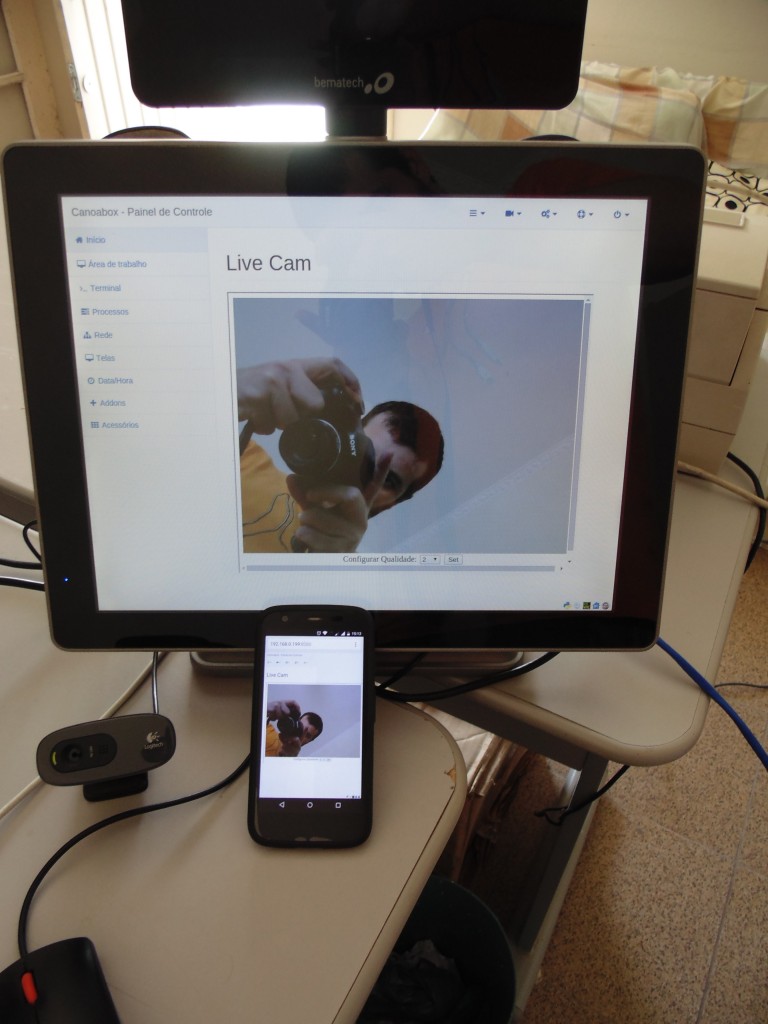 bematech
Canoabox - Painel de Controle
Início
Área de trabalho
Terminal
Processos
Rede
Telas
Data/Hora
Addons
Acessórios
Live Cam
SONY
Configurar Qualidade: 2 Set
Live Cam
Logitech